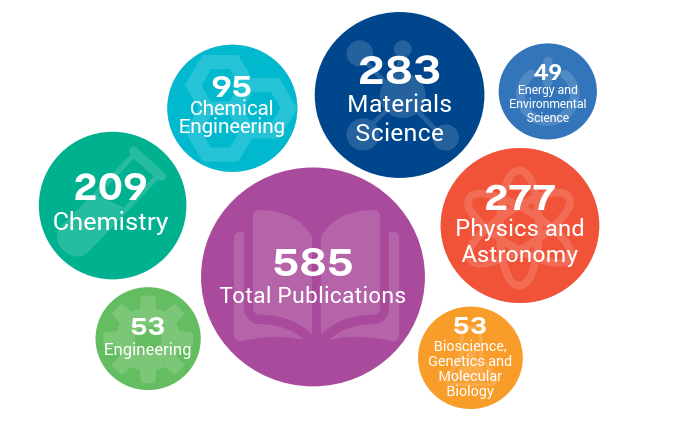 283
Materials
Science
95
Chemical
Engineering
49
Energy and
Environmental
Science
209
Chemistry
277
Physics and
Astronomy
585
Total Publications
53
Engineering
53
Bioscience,
Genetics and
Molecular
Biology